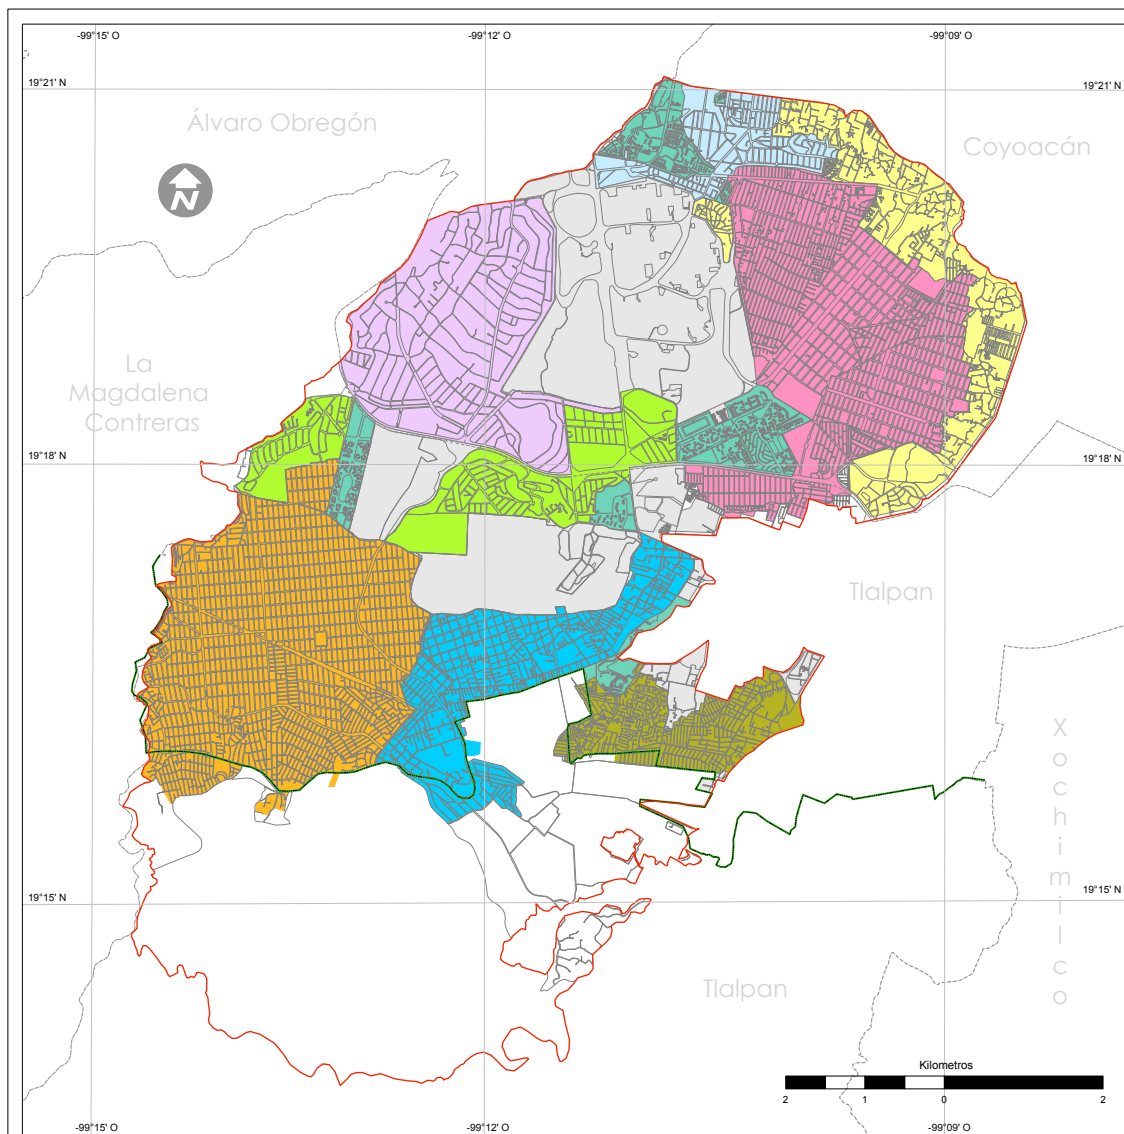 -99°15' O
-99°12' O
-99°09' O
19°21' N
19°21' N
Álvaro Obregón
Coyoacán
N
La
Magdalena
Contreras
19°18' N
19°18' N
Tlalpan
X
o
c
h
i
m
i
l
c
o
19°15' N
19°15' N
Tlalpan
Kilometros
2
1
0
2
-99°15' O
-99°12' O
-99°09' O